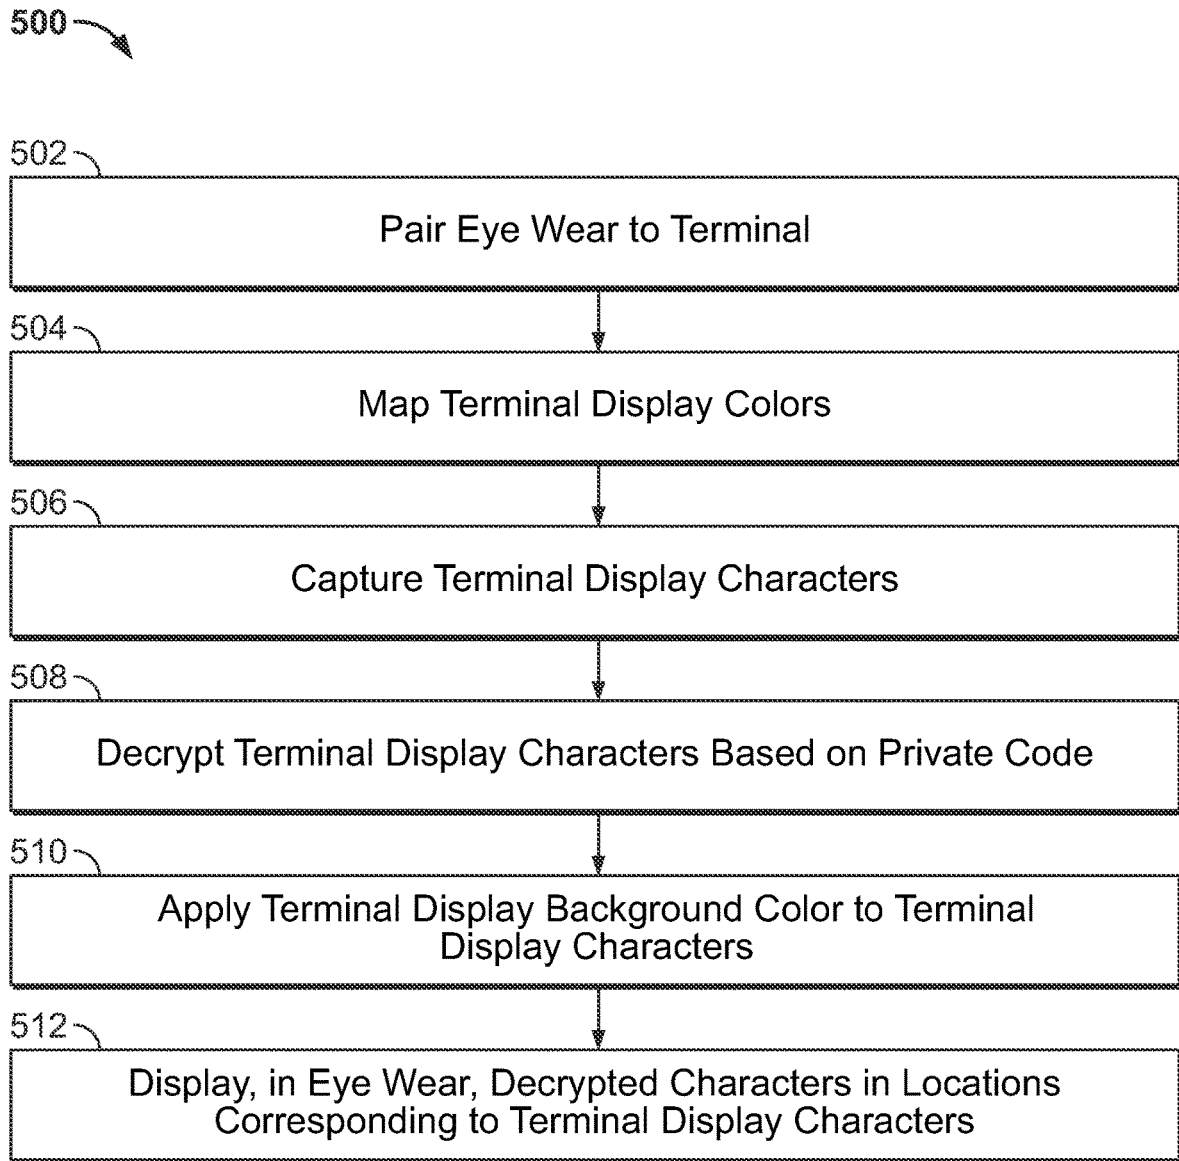 500
502
Pair Eye Wear to Terminal
504
Map Terminal Display Colors
506
Capture Terminal Display Characters
508
Decrypt Terminal Display Characters Based on Private Code
510
Apply Terminal Display Background Color to Terminal
Display Characters
512
Display, in Eye Wear, Decrypted Characters in Locations
Corresponding to Terminal Display Characters